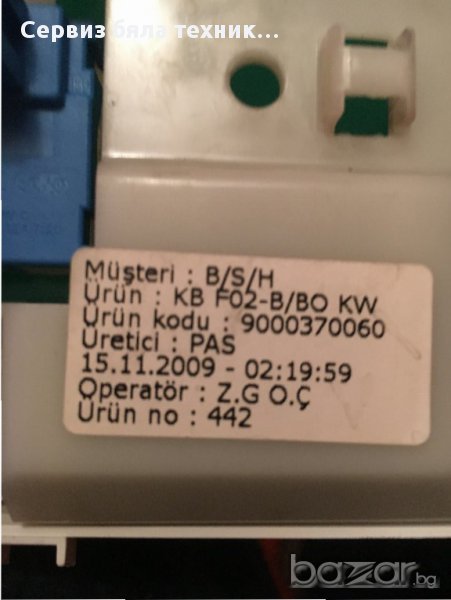 Сервиз бяла техник...
Müşteri : B/S/H
Ürün : KB F02-B/BO KW
Ürün kodu : 9000370060
Üretici : PAS
15.11.2009 - 02:19:59
Operatör : Z.G O.Ç
Ürün no : 442
bazar.bg